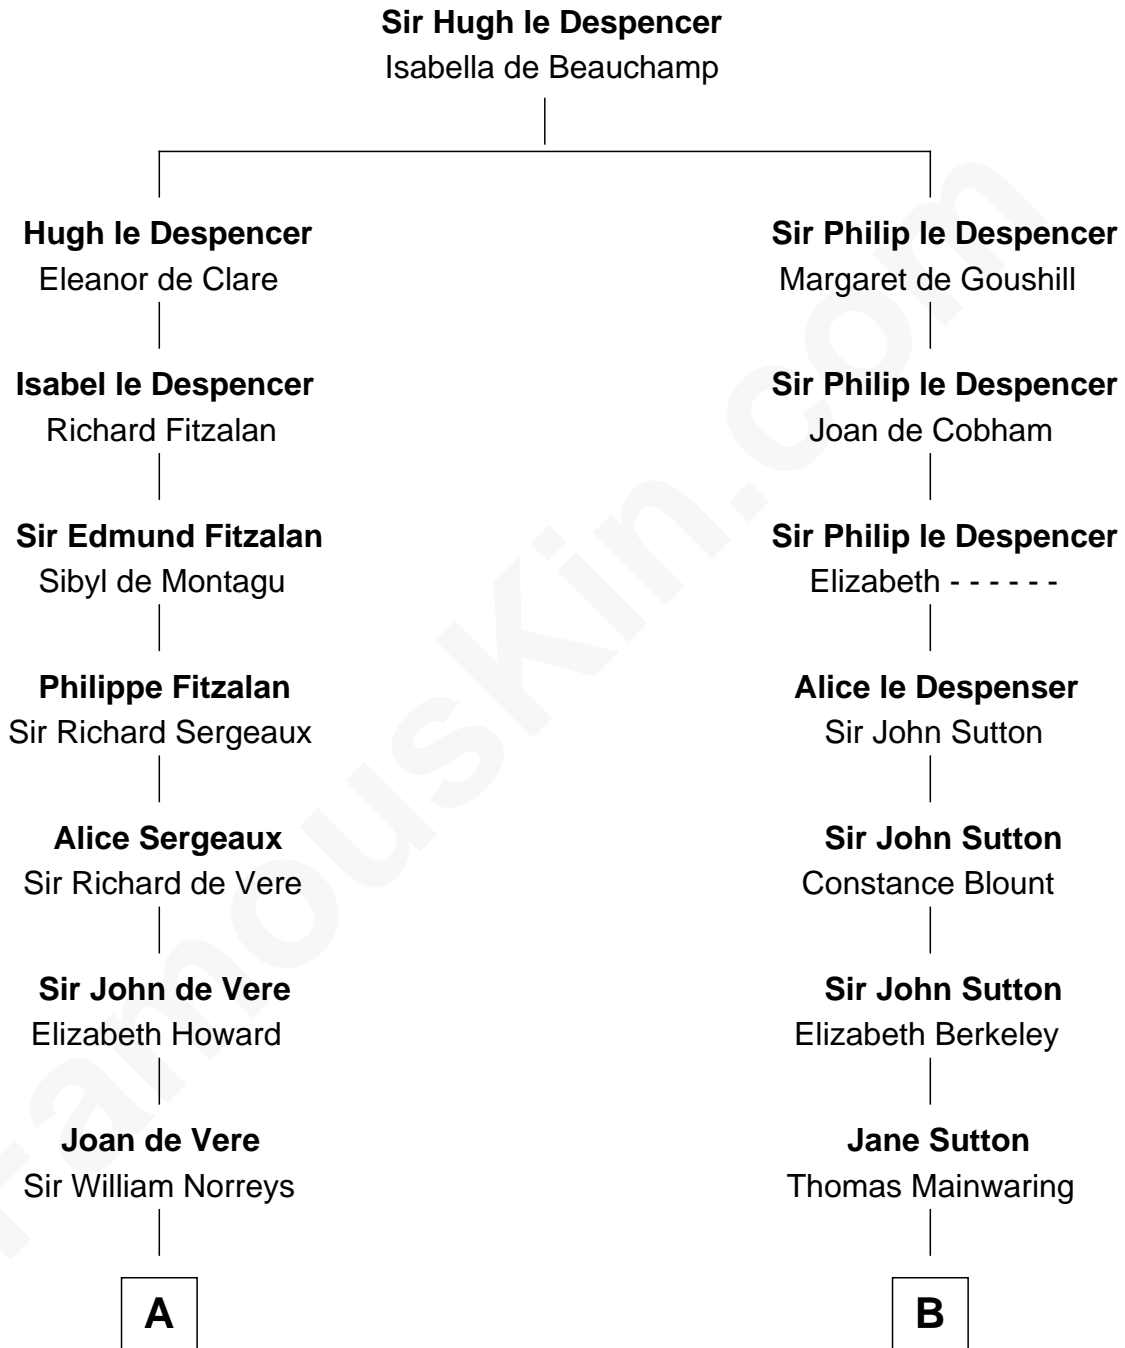 Sir Hugh le Despencer
Isabella de Beauchamp
Hugh le Despencer
Eleanor de Clare
Sir Philip le Despencer
Margaret de Goushill
Isabel le Despencer
Richard Fitzalan
Sir Philip le Despencer
Joan de Cobham
Sir Edmund Fitzalan
Sibyl de Montagu
Sir Philip le Despencer
Elizabeth - - - - - -
Philippe Fitzalan
Sir Richard Sergeaux
Alice le Despenser
Sir John Sutton
Alice Sergeaux
Sir Richard de Vere
Sir John Sutton
Constance Blount
Sir John de Vere
Elizabeth Howard
Sir John Sutton
Elizabeth Berkeley
Joan de Vere
Sir William Norreys
Jane Sutton
Thomas Mainwaring
A
B
FamousKin.com